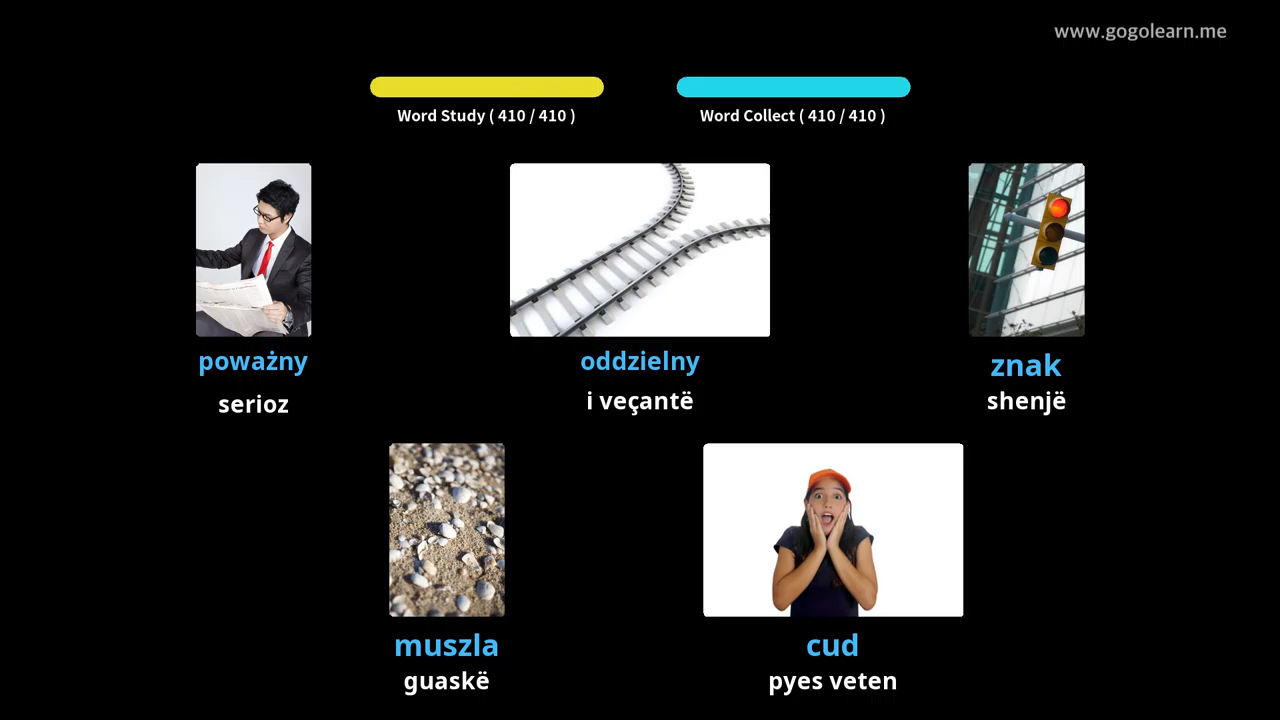 www.gogolearn.me
Word Study ( 410 / 410 )
Word Collect ( 410 / 410 )
poważny
serioz
oddzielny
i veçantë
znak
shenjë
muszla
guaskë
cud
pyes veten